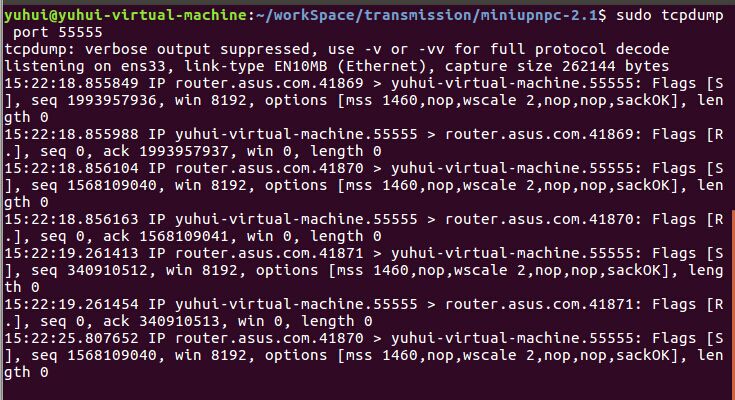 yuhui@yuhui-virtual-machine:~/workSpace/transmission/miniupnpc-2.1$ sudo tcpdump
 port 55555
tcpdump: verbose output suppressed, use -v or -vv for full protocol decode
listening on ens33, link-type EN10MB (Ethernet), capture size 262144 bytes
15:22:18.855849 IP router.asus.com.41869 > yuhui-virtual-machine.55555: Flags [S
], seq 1993957936, win 8192, options [mss 1460,nop,wscale 2,nop,nop,sackOK], len
gth 0
15:22:18.855988 IP yuhui-virtual-machine.55555 > router.asus.com.41869: Flags [R
.], seq 0, ack 1993957937, win 0, length 0
15:22:18.856104 IP router.asus.com.41870 > yuhui-virtual-machine.55555: Flags [S
], seq 1568109040, win 8192, options [mss 1460,nop,wscale 2,nop,nop,sackOK], len
gth 0
15:22:18.856163 IP yuhui-virtual-machine.55555 > router.asus.com.41870: Flags [R
.], seq 0, ack 1568109041, win 0, length 0
15:22:19.261413 IP router.asus.com.41871 > yuhui-virtual-machine.55555: Flags [S
], seq 340910512, win 8192, options [mss 1460,nop,wscale 2,nop,nop,sackOK], leng
th 0
15:22:19.261454 IP yuhui-virtual-machine.55555 > router.asus.com.41871: Flags [R
.], seq 0, ack 340910513, win 0, length 0
15:22:25.807652 IP router.asus.com.41870 > yuhui-virtual-machine.55555: Flags [S
], seq 1568109040, win 8192, options [mss 1460,nop,wscale 2,nop,nop,sackOK], len
gth 0